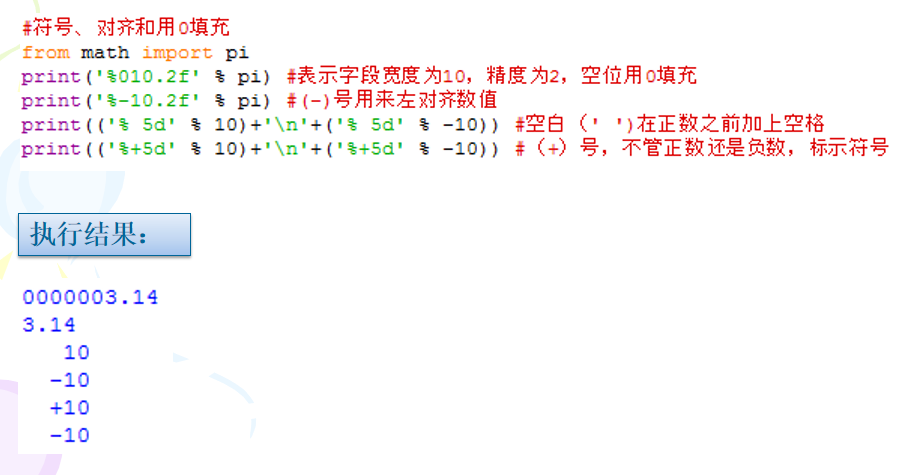 #符号、对齐和用0填充
from math import pi
print('%010.2f' % pi) #表示字段宽度为10，精度为2，空位用0填充
print('%-10.2f' % pi) #(-)号用来左对齐数值
print(('% 5d' % 10)+'\n'+('% 5d' % -10)) #空白（' ')在正数之前加上空格
print(('%+5d' % 10)+'\n'+('%+5d' % -10)) #（+）号，不管正数还是负数，标示符号
执行结果：
0000003.14
3.14
   10
  -10
  +10
  -10